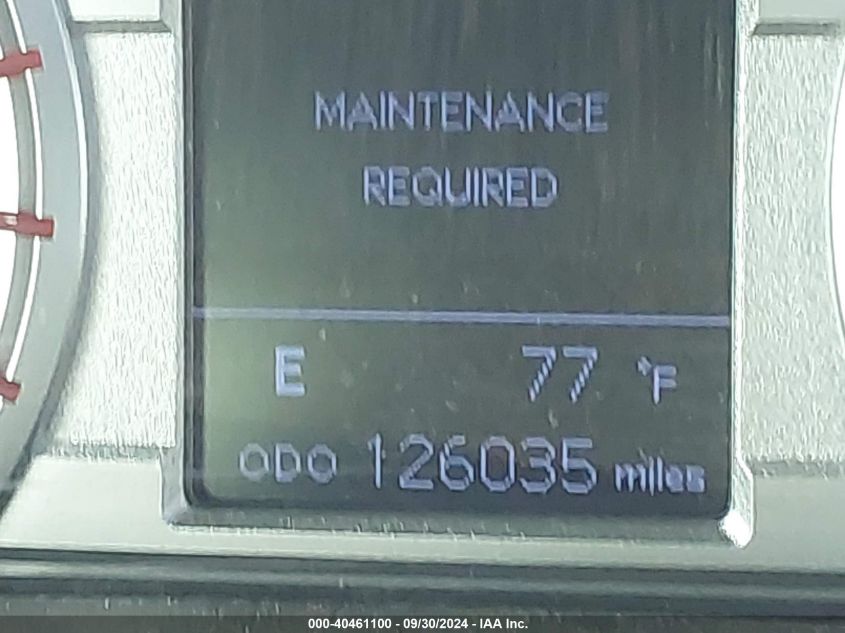 MAINTENANCE
REQUIRED
E 77 °F
ODO 126035 miles
000-40461100 - 09/30/2024 - IAA Inc.